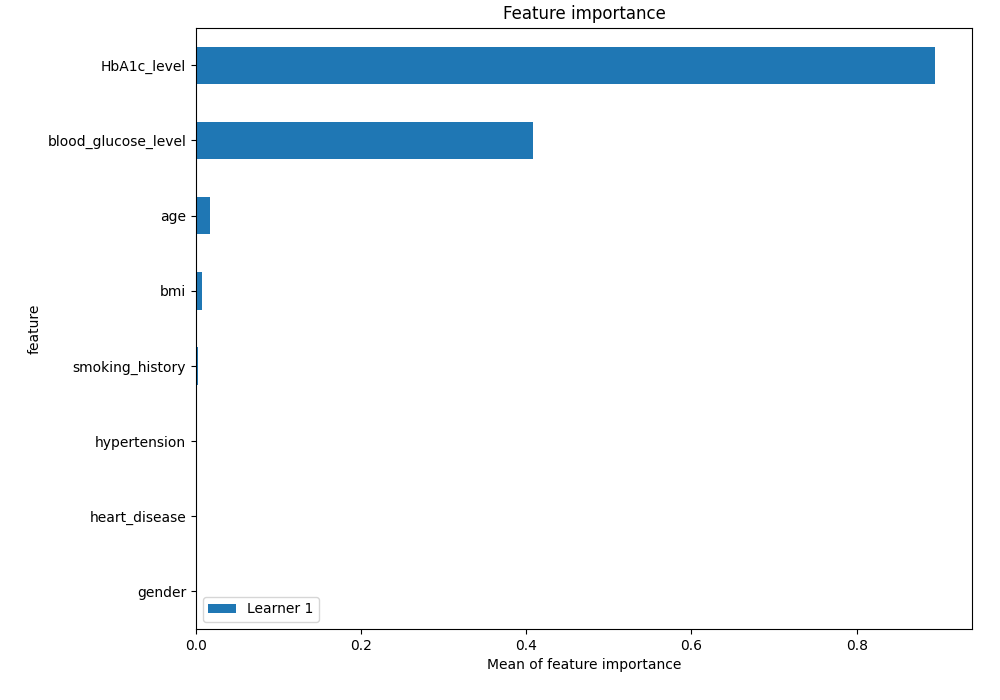 Feature importance
HbA1c_level
blood_glucose_level
age
bmi
feature
smoking_history
hypertension
heart_disease
gender
Learner 1
0.0 0.2 0.4 0.6 0.8
Mean of feature importance